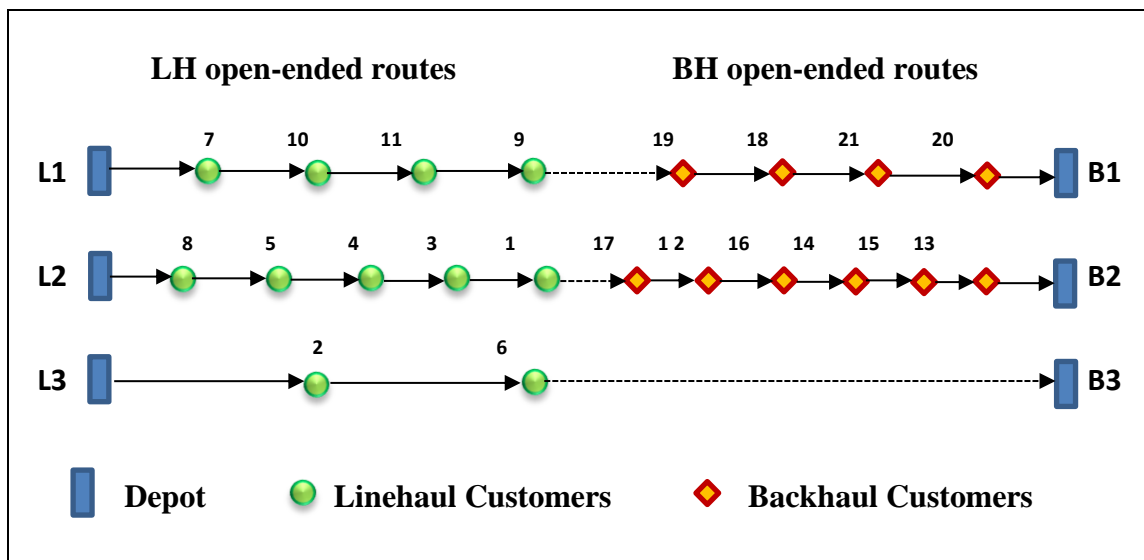 LH open-ended routes BH open-ended routes
7 10 11 9 19 18 21 20
L1 B1
8 5 4 3 1 17 1 2 16 14 15 13
L2 B2
2 6
L3 B3
Depot Linehaul Customers Backhaul Customers